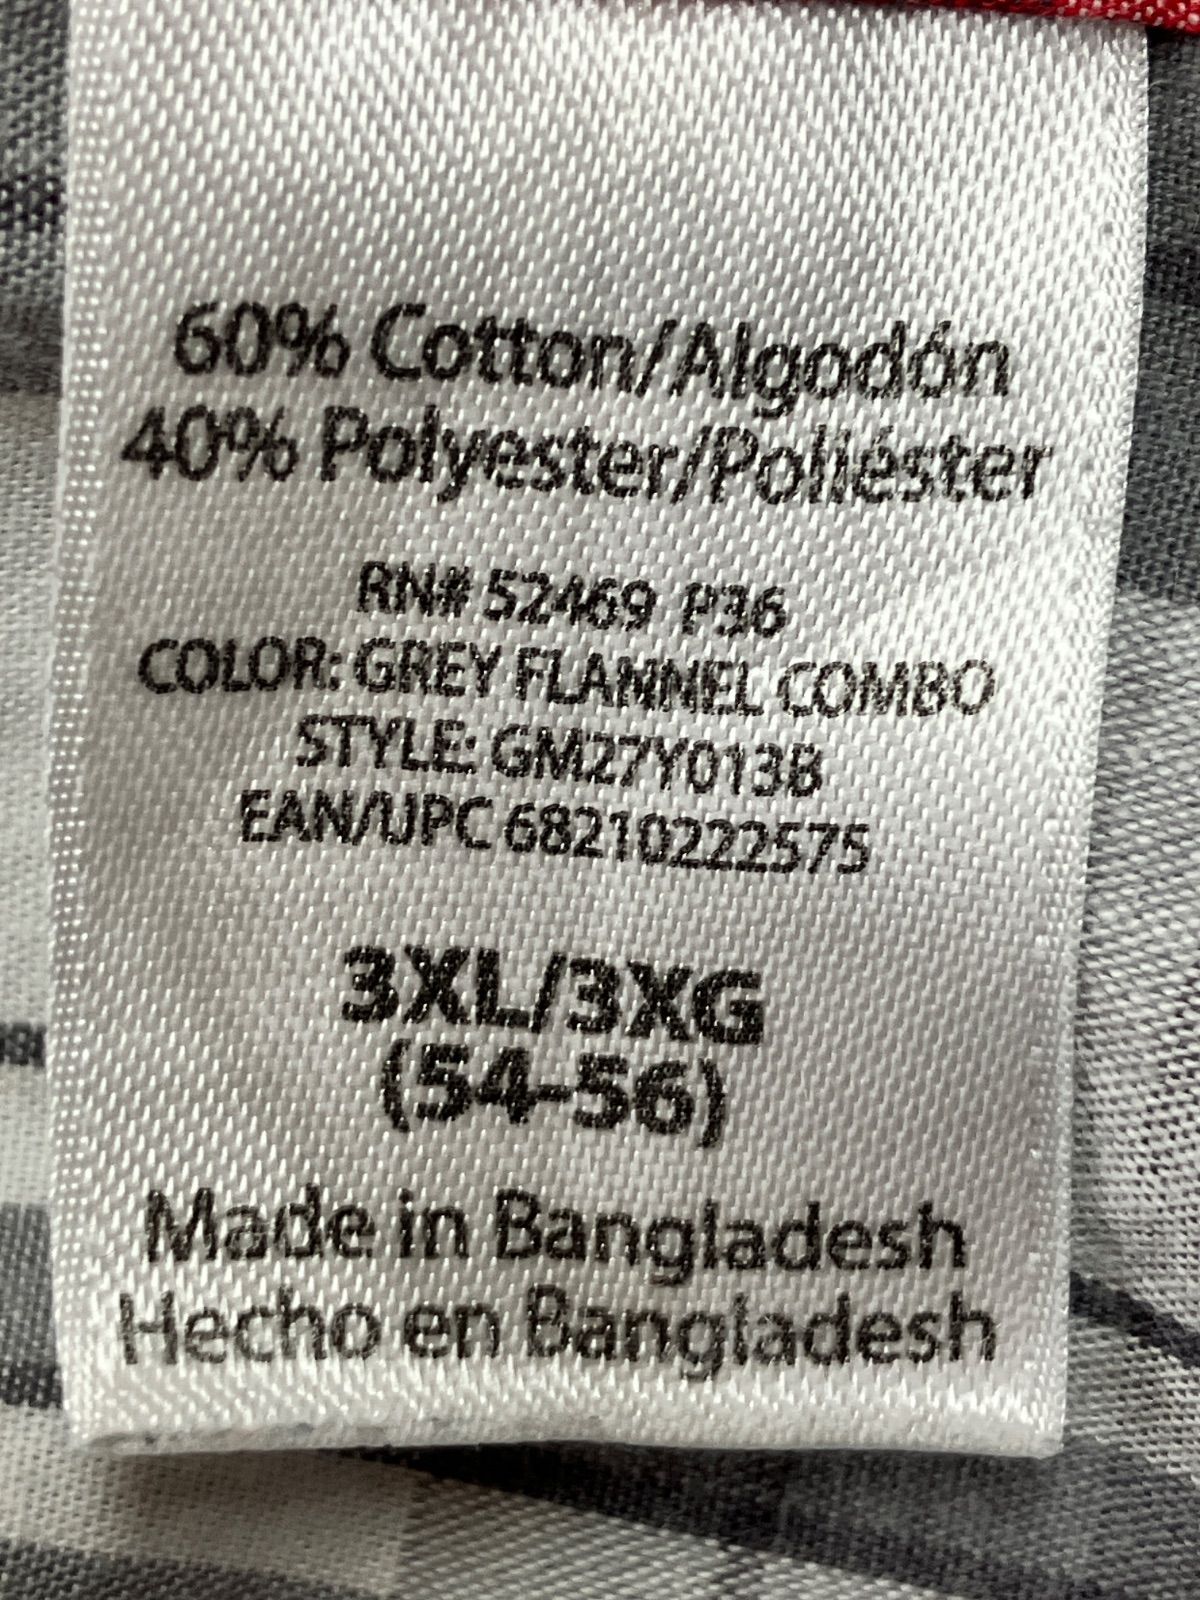 60% Cotton/Algodón
40% Polyester/Poliéster
RN# 52469 P36
COLOR: GREY FLANNEL COMBO
STYLE: GM27Y013B
EAN/UPC 68210222575
3XL/3XG
(54-56)
Made in Bangladesh
Hecho en Bangladesh